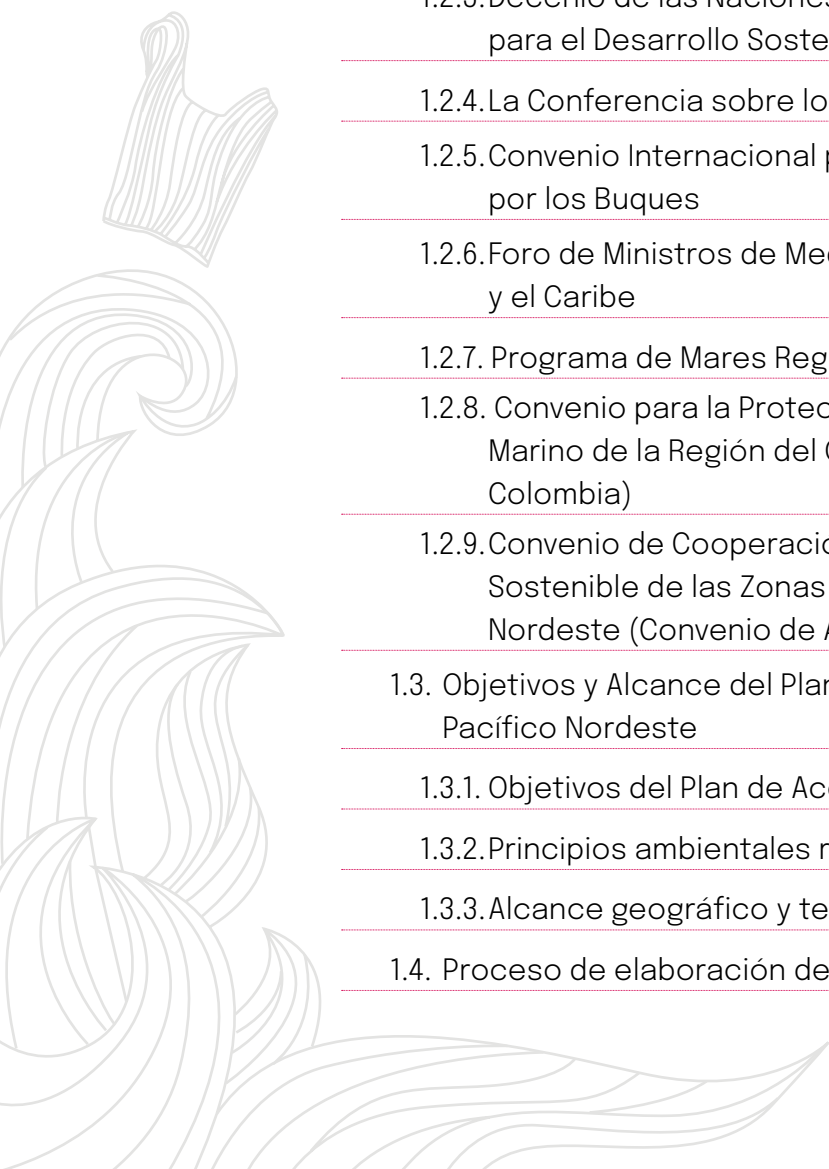 1.2.3. Decenio de las Naciones
para el Desarrollo Soste
1.2.4. La Conferencia sobre lo
1.2.5. Convenio Internacional
por los Buques
1.2.6. Foro de Ministros de Me
y el Caribe
1.2.7. Programa de Mares Reg
1.2.8. Convenio para la Protec
Marino de la Región del
Colombia)
1.2.9. Convenio de Cooperaci
Sostenible de las Zonas
Nordeste (Convenio de A
1.3. Objetivos y Alcance del Plan
Pacífico Nordeste
1.3.1. Objetivos del Plan de Ac
1.3.2. Principios ambientales
1.3.3. Alcance geográfico y te
1.4. Proceso de elaboración de